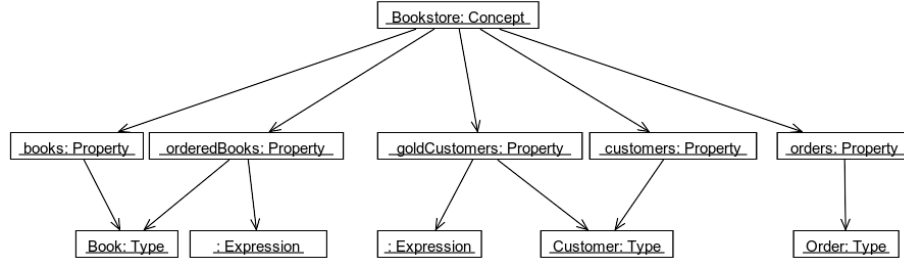 Bookstore: Concept
books: Property
orderedBooks: Property
goldCustomers: Property
customers: Property
orders: Property
Book: Type
: Expression
: Expression
Customer: Type
Order: Type